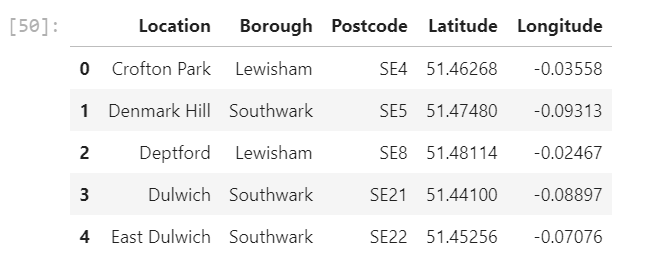 [50]: Location Borough Postcode Latitude Longitude
0 Crofton Park Lewisham SE4 51.46268 -0.03558
1 Denmark Hill Southwark SE5 51.47480 -0.09313
2 Deptford Lewisham SE8 51.48114 -0.02467
3 Dulwich Southwark SE21 51.44100 -0.08897
4 East Dulwich Southwark SE22 51.45256 -0.07076